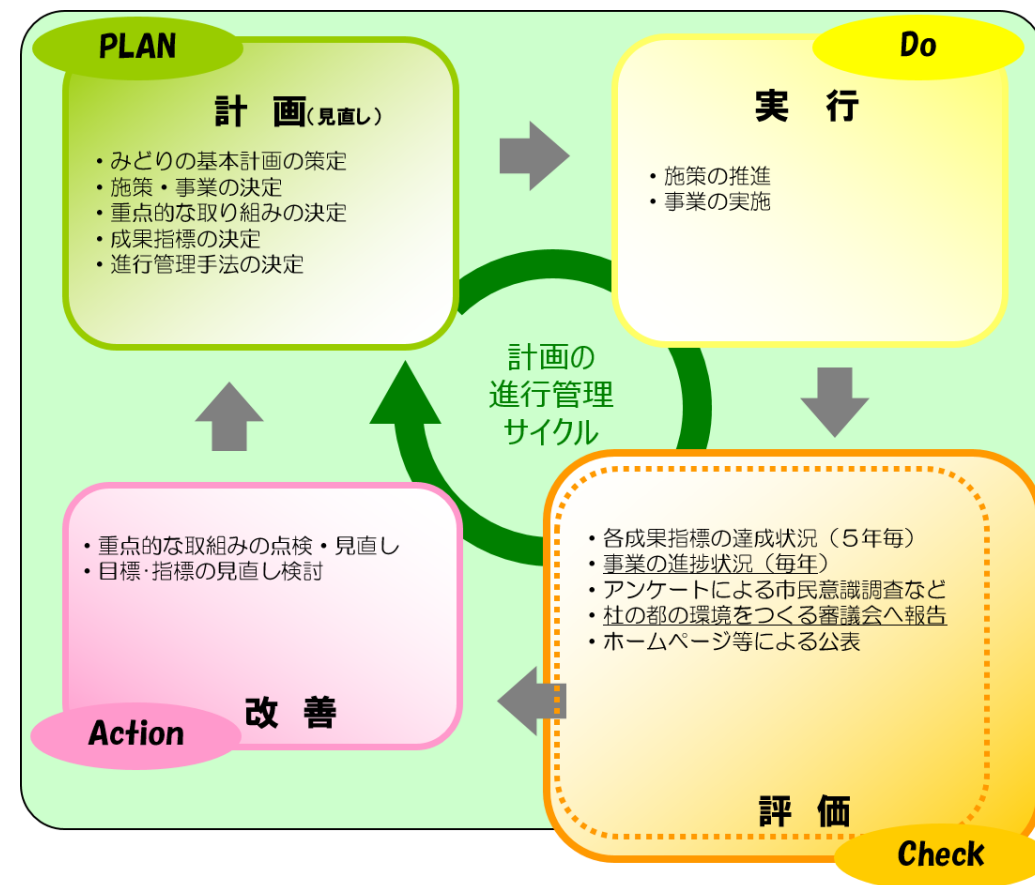 PLAN
計 画(見直し)
・みどりの基本計画の策定
・施策・事業の決定
・重点的な取り組みの決定
・成果指標の決定
・進行管理手法の決定
Do
実 行
・施策の推進
・事業の実施
計画の
進行管理
サイクル
・各成果指標の達成状況（５年毎）
・事業の進捗状況（毎年）
・アンケートによる市民意識調査など
・杜の都の環境をつくる審議会へ報告
・ホームページ等による公表
評 価
Check
・重点的な取組みの点検・見直し
・目標･指標の見直し検討
改 善
Action